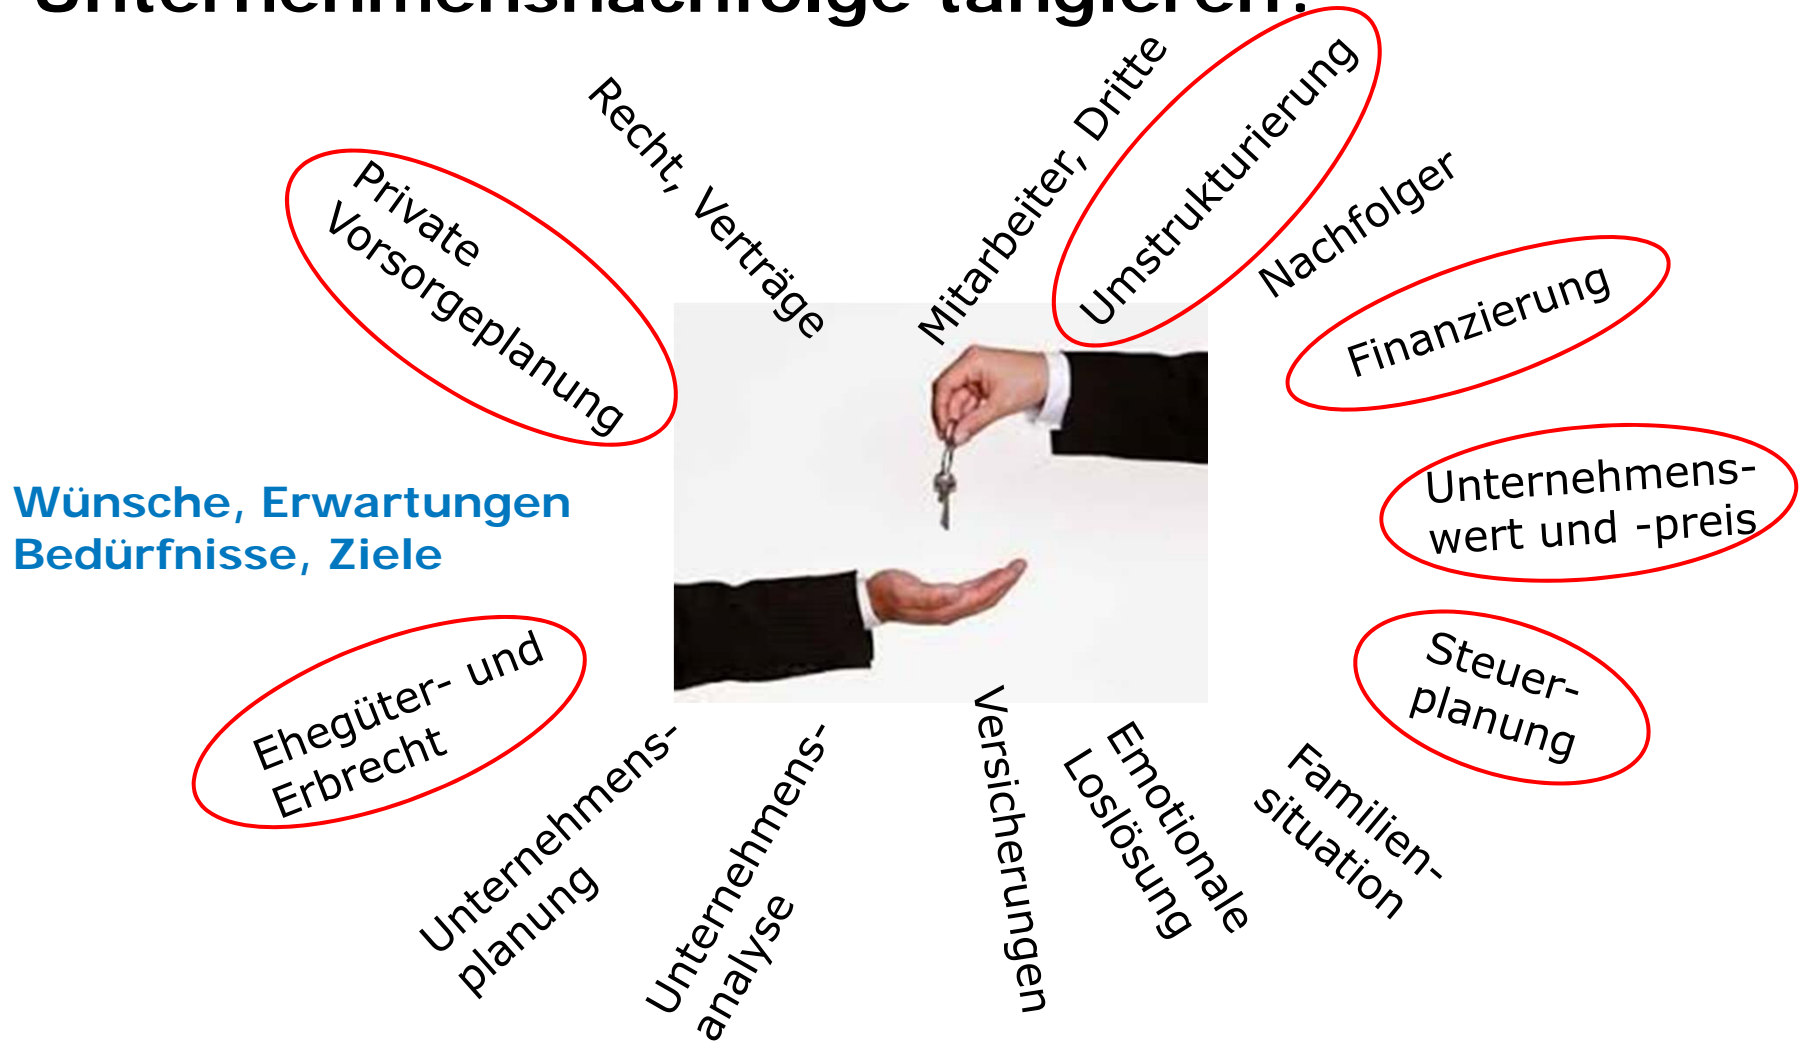 Unternehmensnachfolge tangieren?
Recht, Verträge
Mitarbeiter, Dritte
Umstrukturierung
Nachfolger
Private
Vorsorgeplanung
Finanzierung
Wünsche, Erwartungen
Bedürfnisse, Ziele
Unternehmens-
wert und -preis
Ehegüter- und
Erbrecht
Steuer-
planung
Unternehmens-
planung
Unternehmens-
analyse
Versicherungen
Emotionale
Loslösung
Familien-
situation